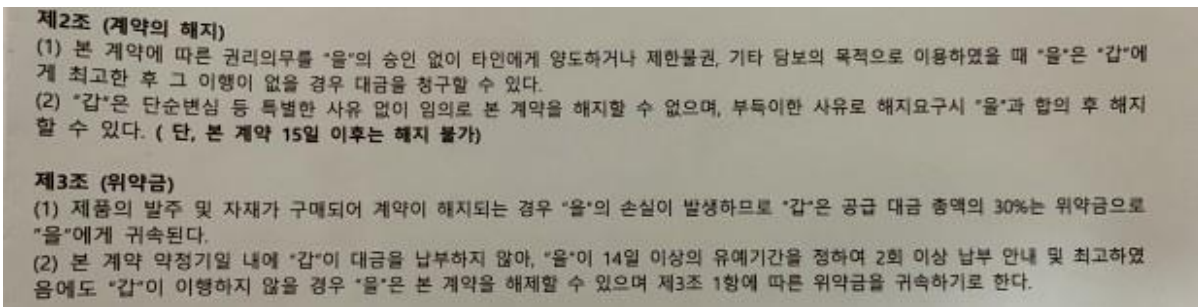 제2조 (계약의 해지)
(1) 본 계약에 따른 권리의무를 "을"의 승인 없이 타인에게 양도하거나 제한물권, 기타 담보의 목적으로 이용하였을 때 "을"은 "갑"에
게 최고한 후 그 이행이 없을 경우 대금을 청구할 수 있다.
(2) "갑"은 단순변심 등 특별한 사유 없이 임의로 본 계약을 해지할 수 없으며, 부득이한 사유로 해지요구시 "을"과 합의 후 해지
할 수 있다. ( 단, 본 계약 15일 이후는 해지 불가)
제3조 (위약금)
(1) 제품의 발주 및 자재가 구매되어 계약이 해지되는 경우 "을"의 손실이 발생하므로 "갑"은 공급 대금 총액의 30%는 위약금으로
"을"에게 귀속된다.
(2) 본 계약 약정기일 내에 "갑"이 대금을 납부하지 않아, "을"이 14일 이상의 유예기간을 정하여 2회 이상 납부 안내 및 최고하였
음에도 "갑"이 이행하지 않을 경우 "을"은 본 계약을 해제할 수 있으며 제3조 1항에 따른 위약금을 귀속하기로 한다.